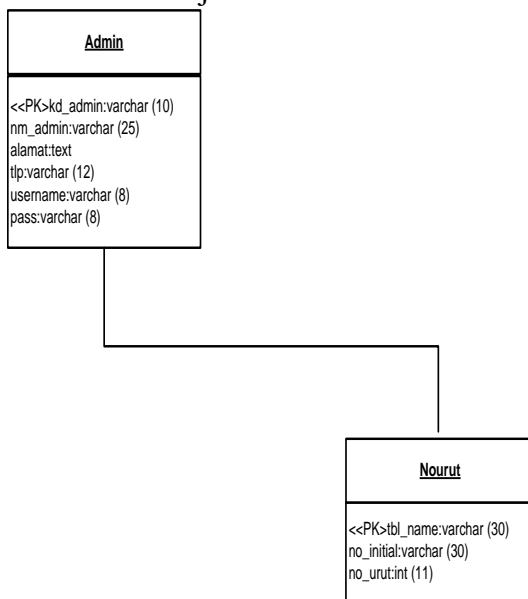 j
Admin
<<PK>kd_admin:varchar (10)
nm_admin:varchar (25)
alamat:text
tlp:varchar (12)
username:varchar (8)
pass:varchar (8)
Nourut
<<PK>tbl_name:varchar (30)
no_initial:varchar (30)
no_urut:int (11)